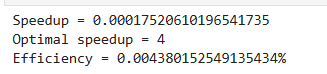 Speedup = 0.00017520610196541735
Optimal speedup = 4
Efficiency = 0.004380152549135434%